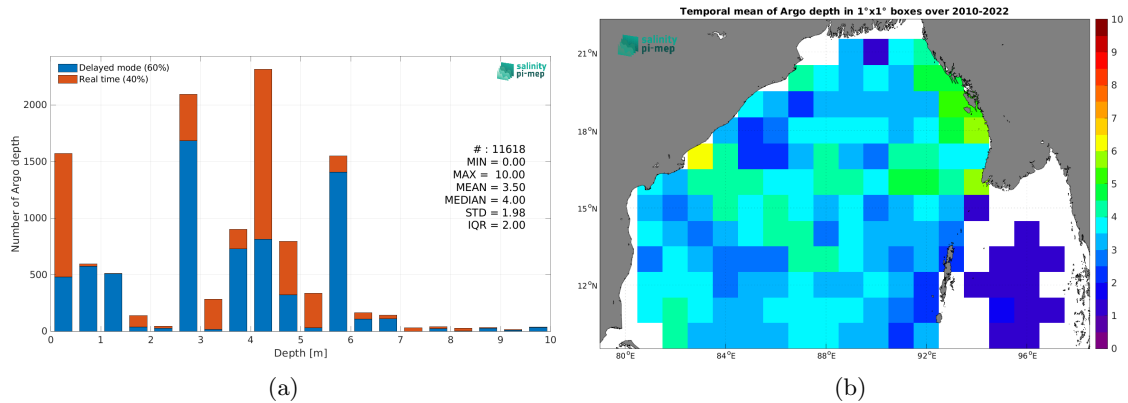 salinity
pi-mep
Delayed mode (60%)
Real time (40%)
# : 11618
MIN = 0.00
MAX = 10.00
MEAN = 3.50
MEDIAN = 4.00
STD = 1.98
IQR = 2.00
Number of Argo depth
2000
1500
1000
500
0
0 1 2 3 4 5 6 7 8 9 10
Depth [m]
(a)
Temporal mean of Argo depth in 1°x1° boxes over 2010-2022
salinity
pi-mep
21°N
18°N
15°N
12°N
80°E 84°E 88°E 92°E 96°E
10
9
8
7
6
5
4
3
2
1
0
(b)